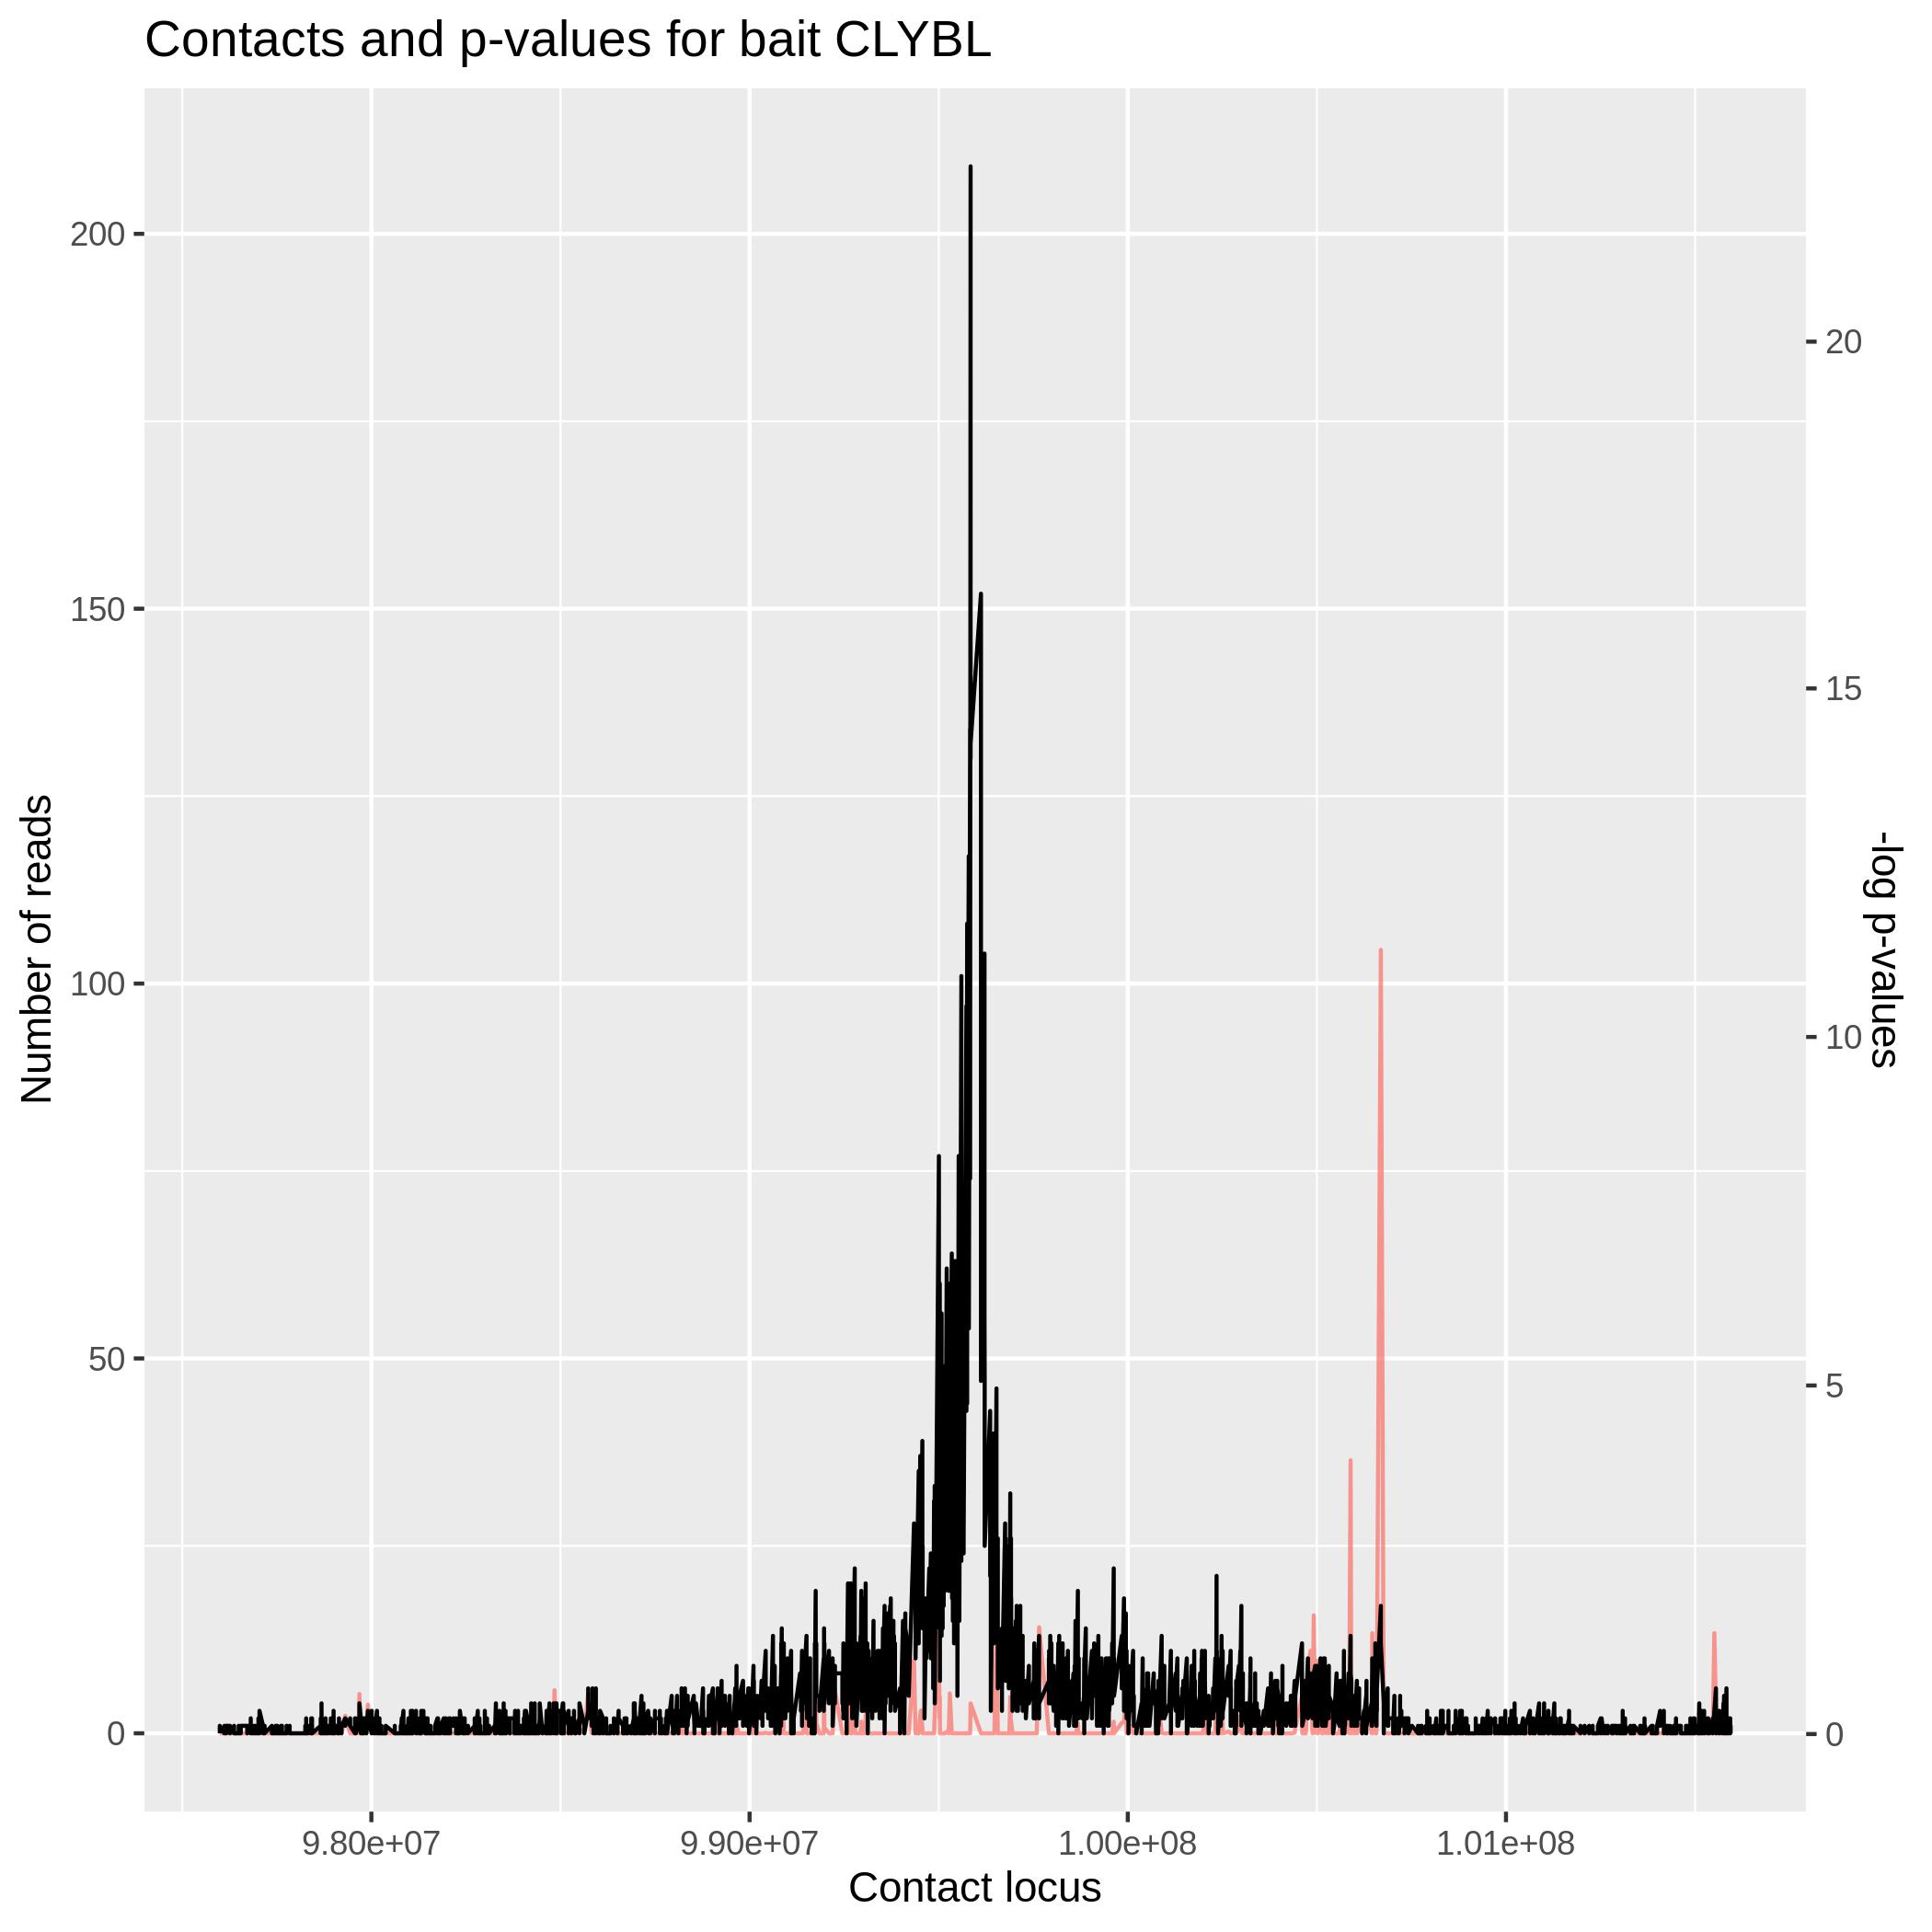 Contacts and p-values for bait CLYBL
200
150
100
50
0
Number of reads
20
15
10
5
0
-log p-values
9.80e+07
9.90e+07
1.00e+08
1.01e+08
Contact locus